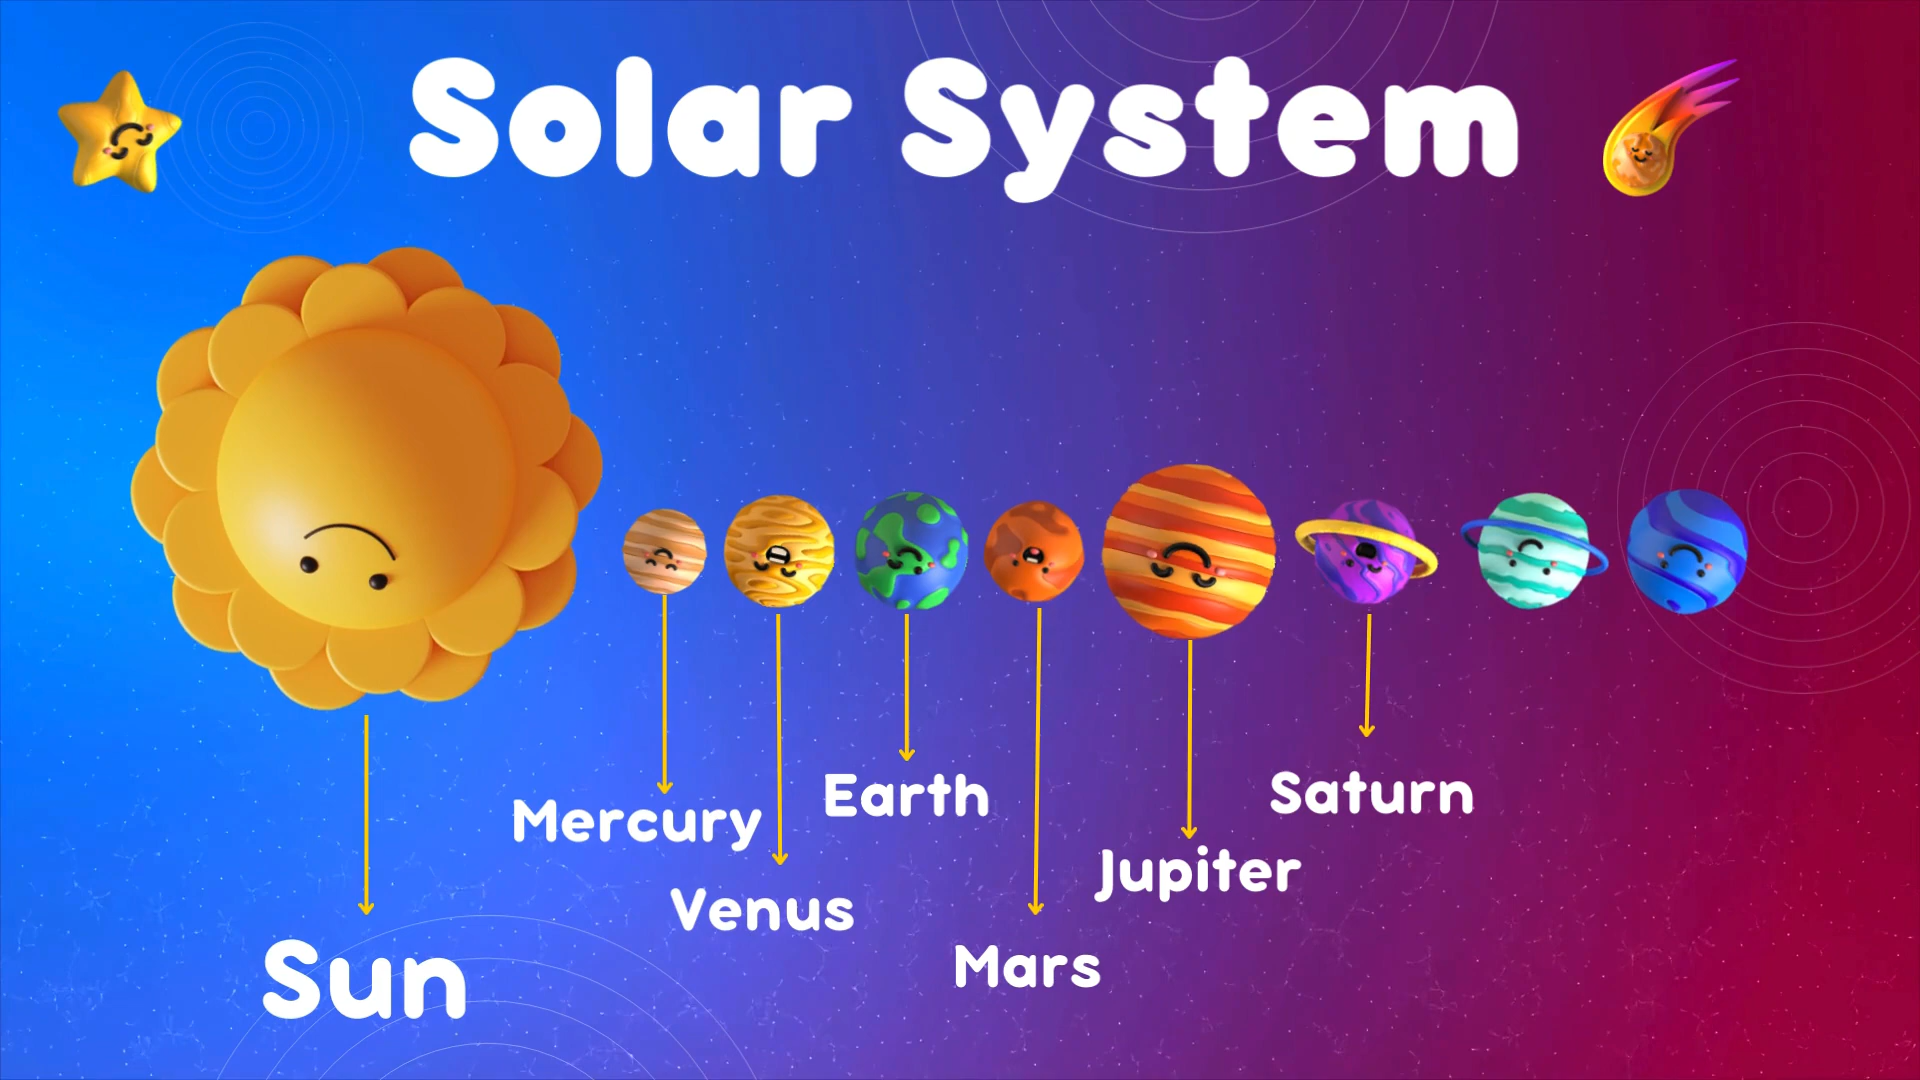 Solar System
Mercury
Earth
Saturn
Venus
Jupiter
Mars
Sun